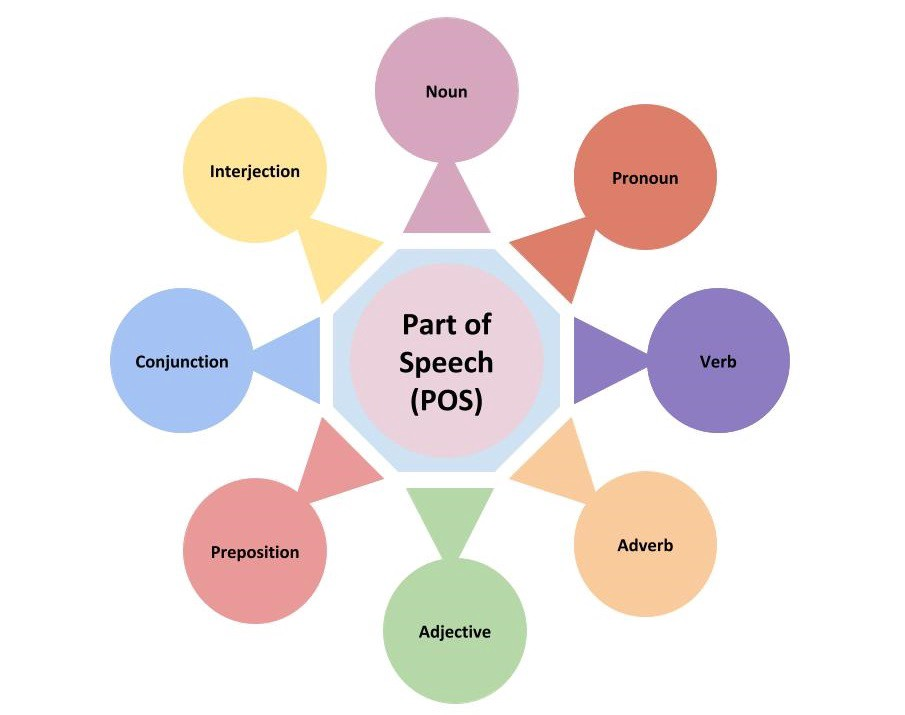 Noun
Interjection
Pronoun
Part of
Speech
(POS)
Conjunction
Verb
Preposition
Adverb
Adjective